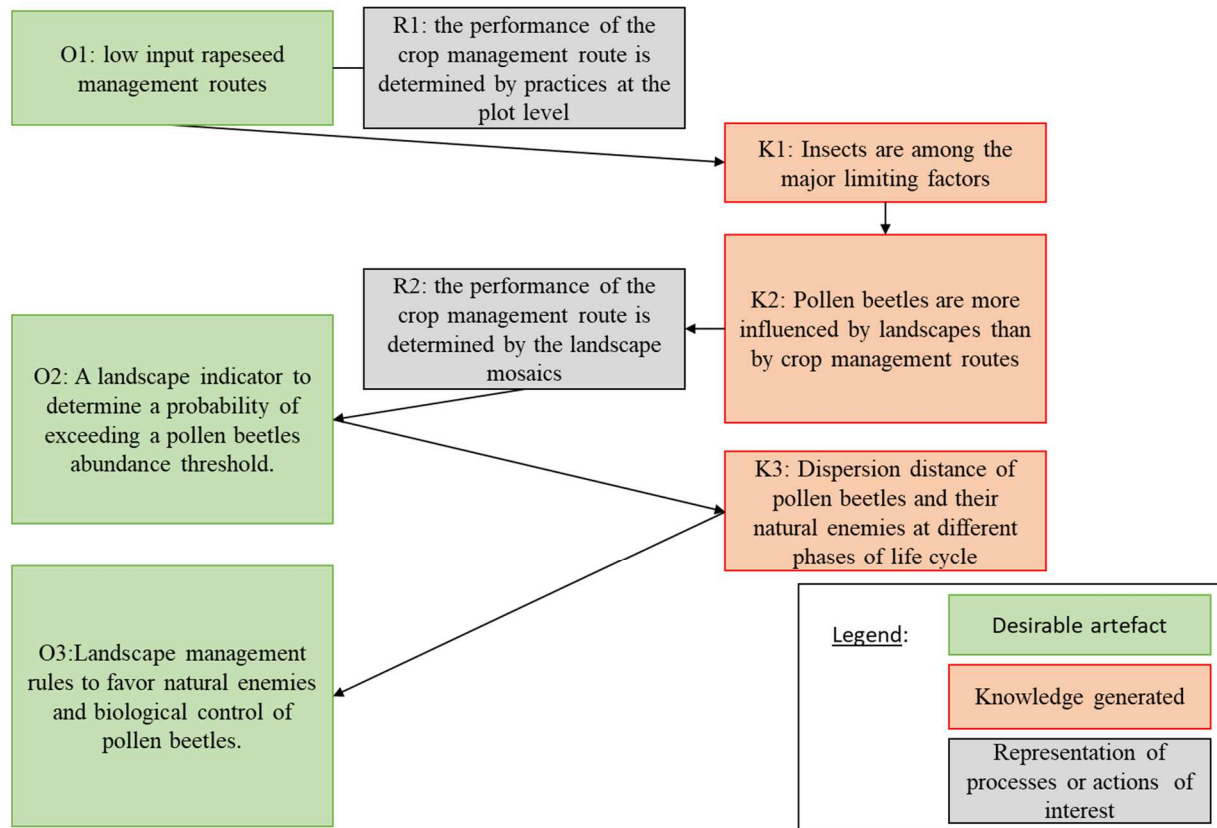 O1: low input rapeseed
management routes
R1: the performance of the
crop management route is
determined by practices at the
plot level
K1: Insects are among the
major limiting factors
K2: Pollen beetles are more
influenced by landscapes than
by crop management routes
R2: the performance of the
crop management route is
determined by the landscape
mosaics
O2: A landscape indicator to
determine a probability of
exceeding a pollen beetles
abundance threshold.
K3: Dispersion distance of
pollen beetles and their
natural enemies at different
phases of life cycle
O3:Landscape management
rules to favor natural enemies
and biological control of
pollen beetles.
Legend:
Desirable artefact
Knowledge generated
Representation of
processes or actions of
interest